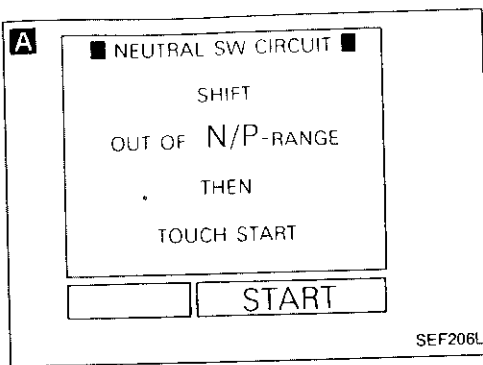 A
■ NEUTRAL SW CIRCUIT ■
SHIFT
OUT OF N/P-RANGE
THEN
TOUCH START
START
SEF206L